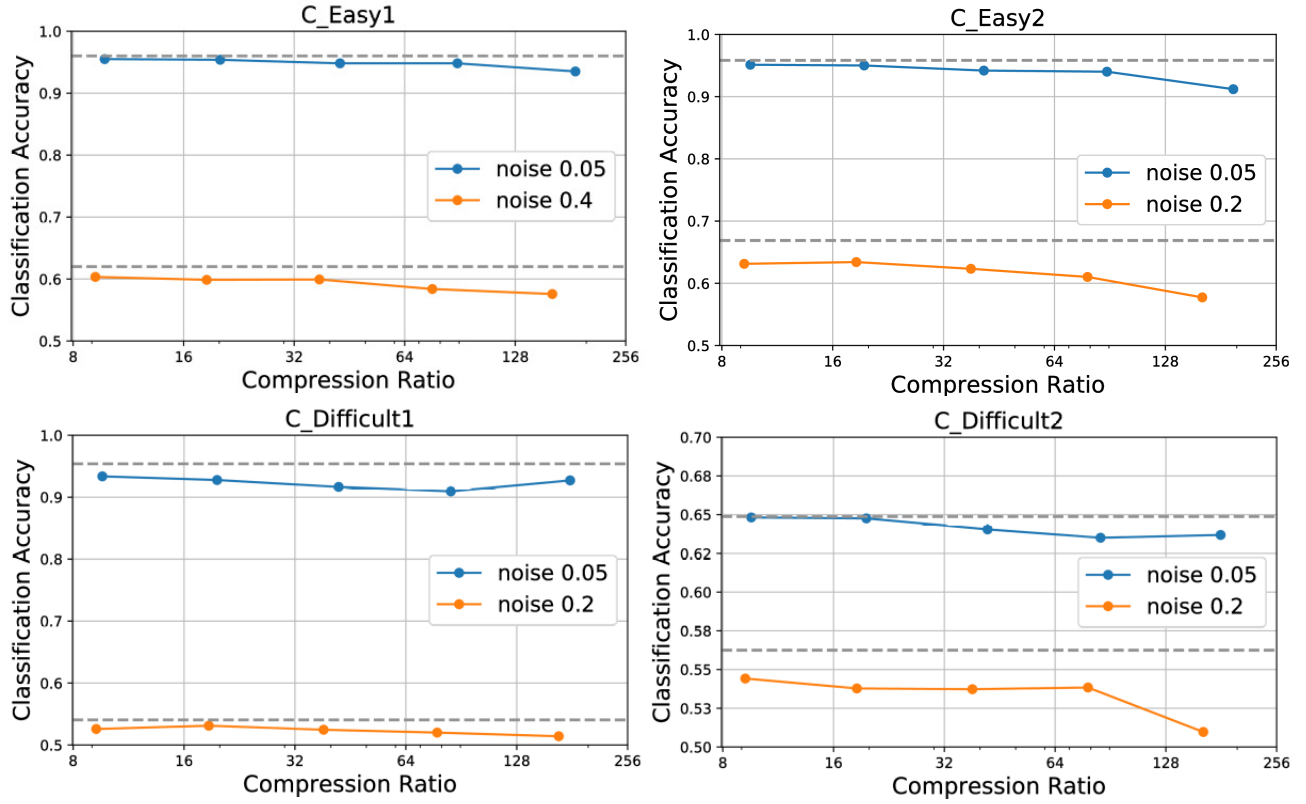 C_Easy1
Classification Accuracy
1.0
0.9
0.8
0.7
0.6
0.5
noise 0.05
noise 0.4
8 16 32 64 128 256
Compression Ratio
C_Easy2
Classification Accuracy
1.0
0.9
0.8
0.7
0.6
0.5
noise 0.05
noise 0.2
8 16 32 64 128 256
Compression Ratio
C_Difficult1
Classification Accuracy
1.0
0.9
0.8
0.7
0.6
0.5
noise 0.05
noise 0.2
8 16 32 64 128 256
Compression Ratio
C_Difficult2
Classification Accuracy
0.70
0.68
0.65
0.62
0.60
0.58
0.55
0.53
0.50
noise 0.05
noise 0.2
8 16 32 64 128 256
Compression Ratio